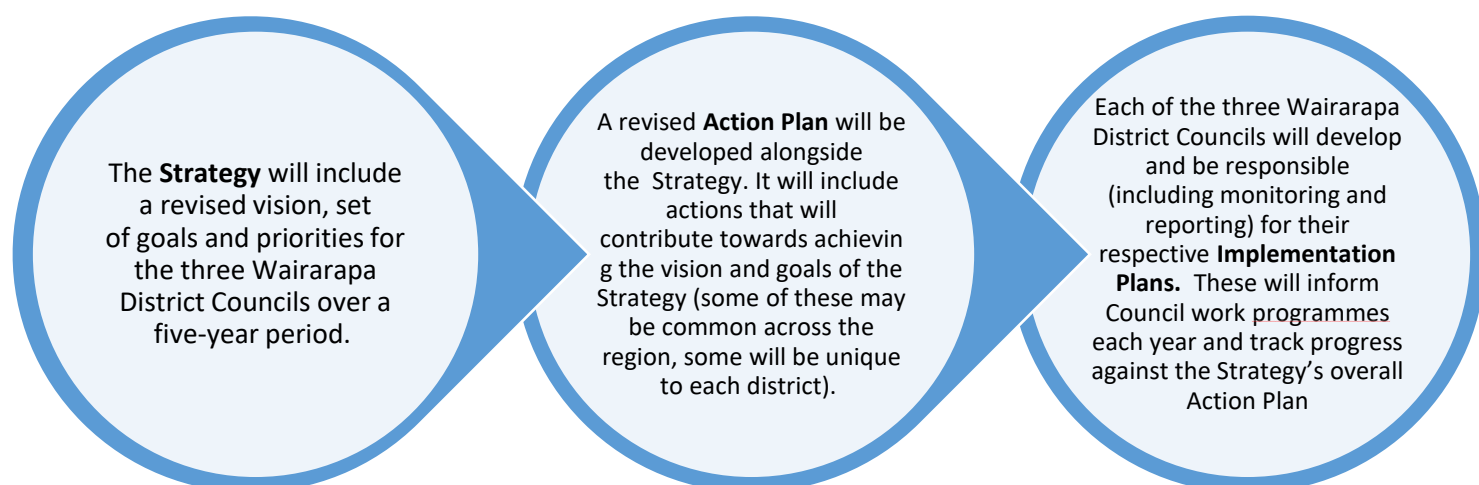 The Strategy will include
a revised vision, set
of goals and priorities for
the three Wairarapa
District Councils over a
five-year period.
A revised Action Plan will be
developed alongside
the Strategy. It will include
actions that will
contribute towards achievin
g the vision and goals of the
Strategy (some of these may
be common across the
region, some will be unique
to each district).
Each of the three Wairarapa
District Councils will develop
and be responsible
(including monitoring and
reporting) for their
respective Implementation
Plans. These will inform
Council work programmes
each year and track progress
against the Strategy’s overall
Action Plan